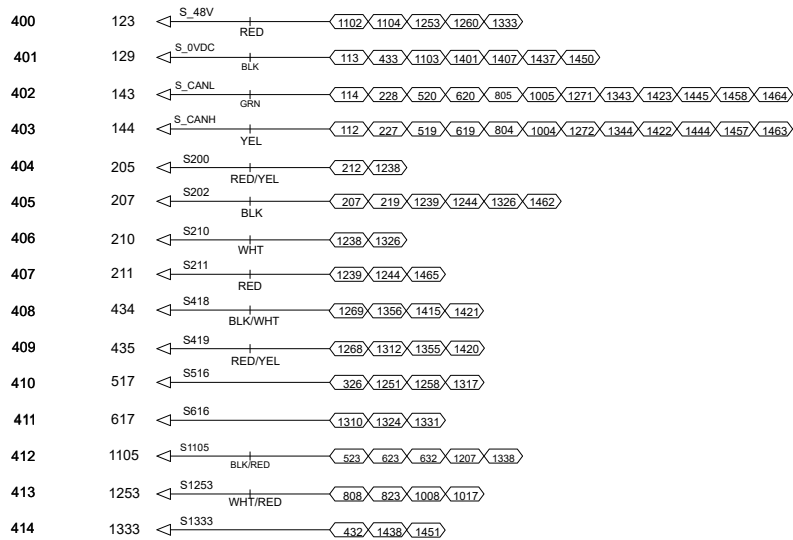 400 123 S_48V RED 1102 1104 1253 1260 1333
401 129 S_0VDC BLK 113 433 1103 1401 1407 1437 1450
402 143 S_CANL GRN 114 228 520 620 805 1005 1271 1343 1423 1445 1458 1464
403 144 S_CANH YEL 112 227 519 619 804 1004 1272 1344 1422 1444 1457 1463
404 205 S200 RED/YEL 212 1238
405 207 S202 BLK 207 219 1239 1244 1326 1462
406 210 S210 WHT 1238 1326
407 211 S211 RED 1239 1244 1465
408 434 S418 BLK/WHT 1269 1356 1415 1421
409 435 S419 RED/YEL 1268 1312 1355 1420
410 517 S516 326 1251 1258 1317
411 617 S616 1310 1324 1331
412 1105 S1105 BLK/RED 523 623 632 1207 1338
413 1253 S1253 WHT/RED 808 823 1008 1017
414 1333 S1333 432 1438 1451